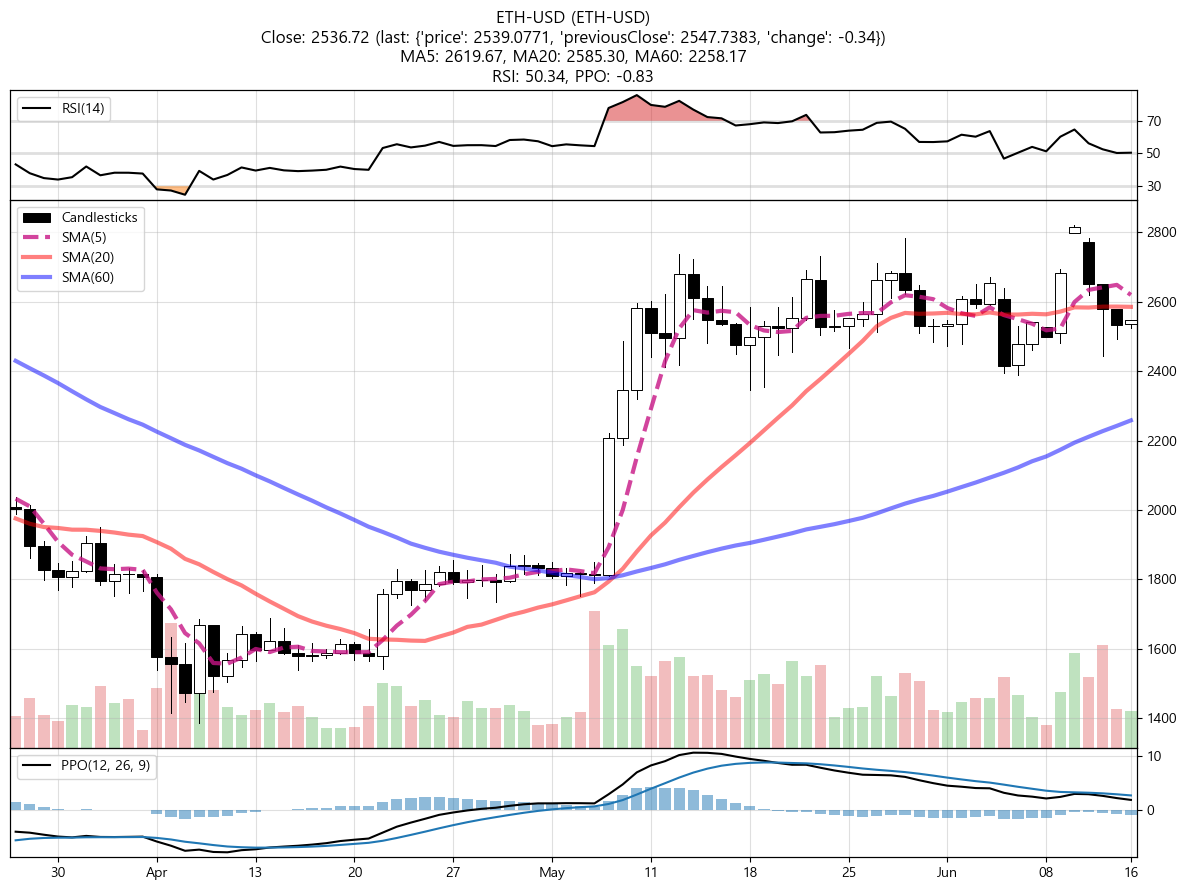 ETH-USD (ETH-USD)
Close: 2536.72 (last: {'price': 2539.0771, 'previousClose': 2547.7383, 'change': -0.34})
MA5: 2619.67, MA20: 2585.30, MA60: 2258.17
RSI: 50.34, PPO: -0.83
RSI(14)
70
50
30
Candlesticks
SMA(5)
SMA(20)
SMA(60)
2800
2600
2400
2200
2000
1800
1600
1400
PPO(12, 26, 9)
10
0
30 Apr 13 20 27 May 11 18 25 Jun 08 16